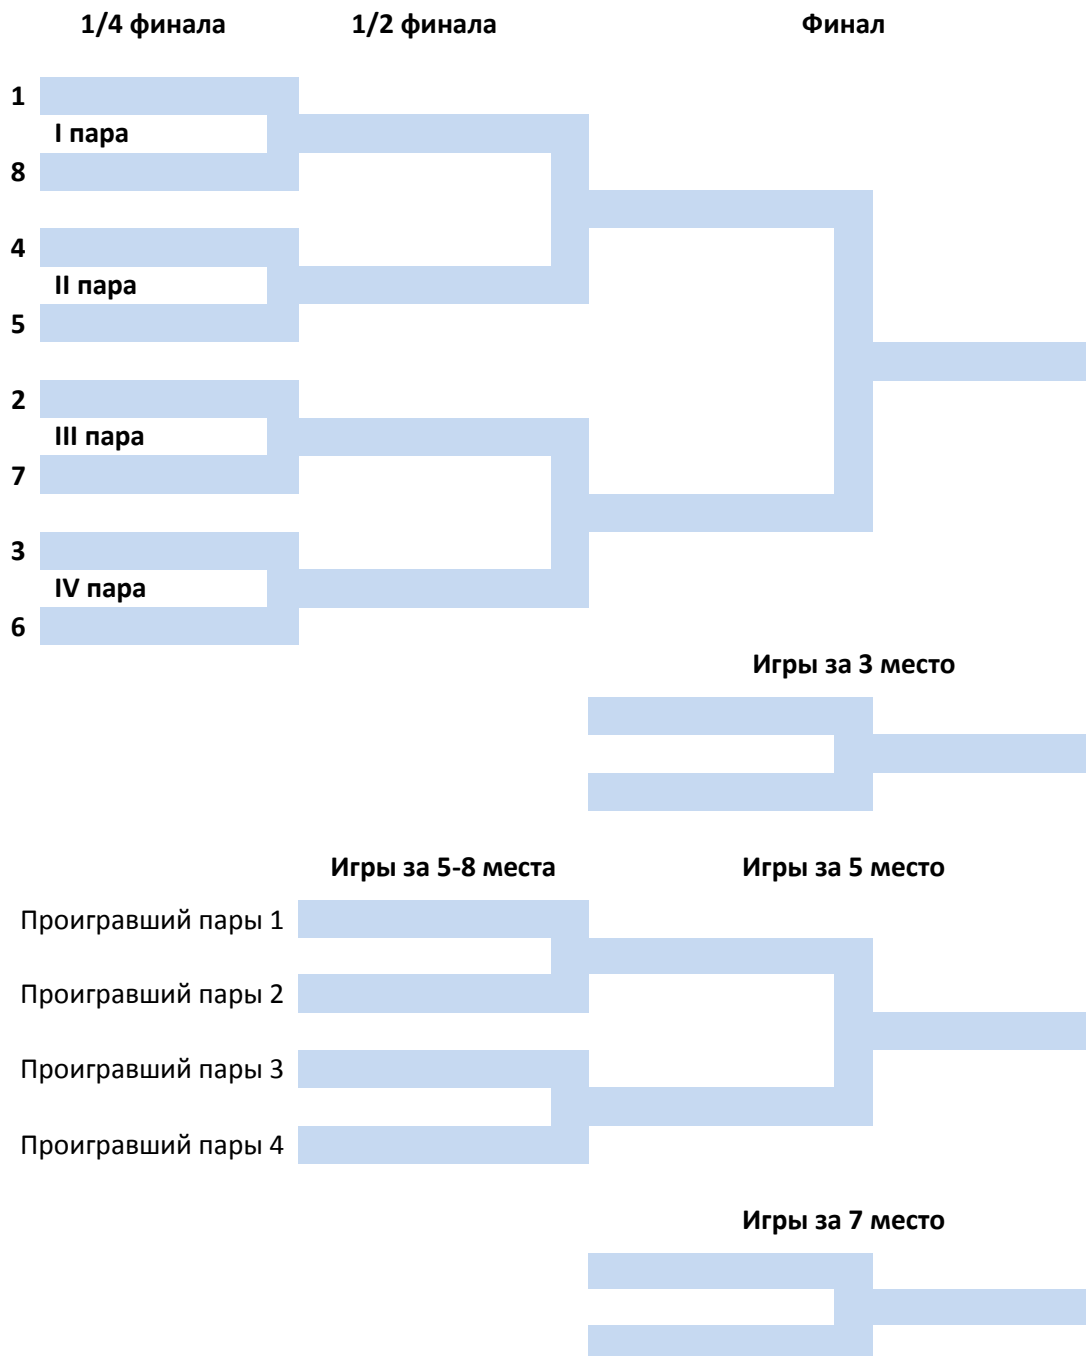 1/4 финала 1/2 финала Финал
1
I пара
8
4
II пара
5
2
III пара
7
3
IV пара
6
Игры за 3 место
Игры за 5-8 места Игры за 5 место
Проигравший пары 1
Проигравший пары 2
Проигравший пары 3
Проигравший пары 4
Игры за 7 место